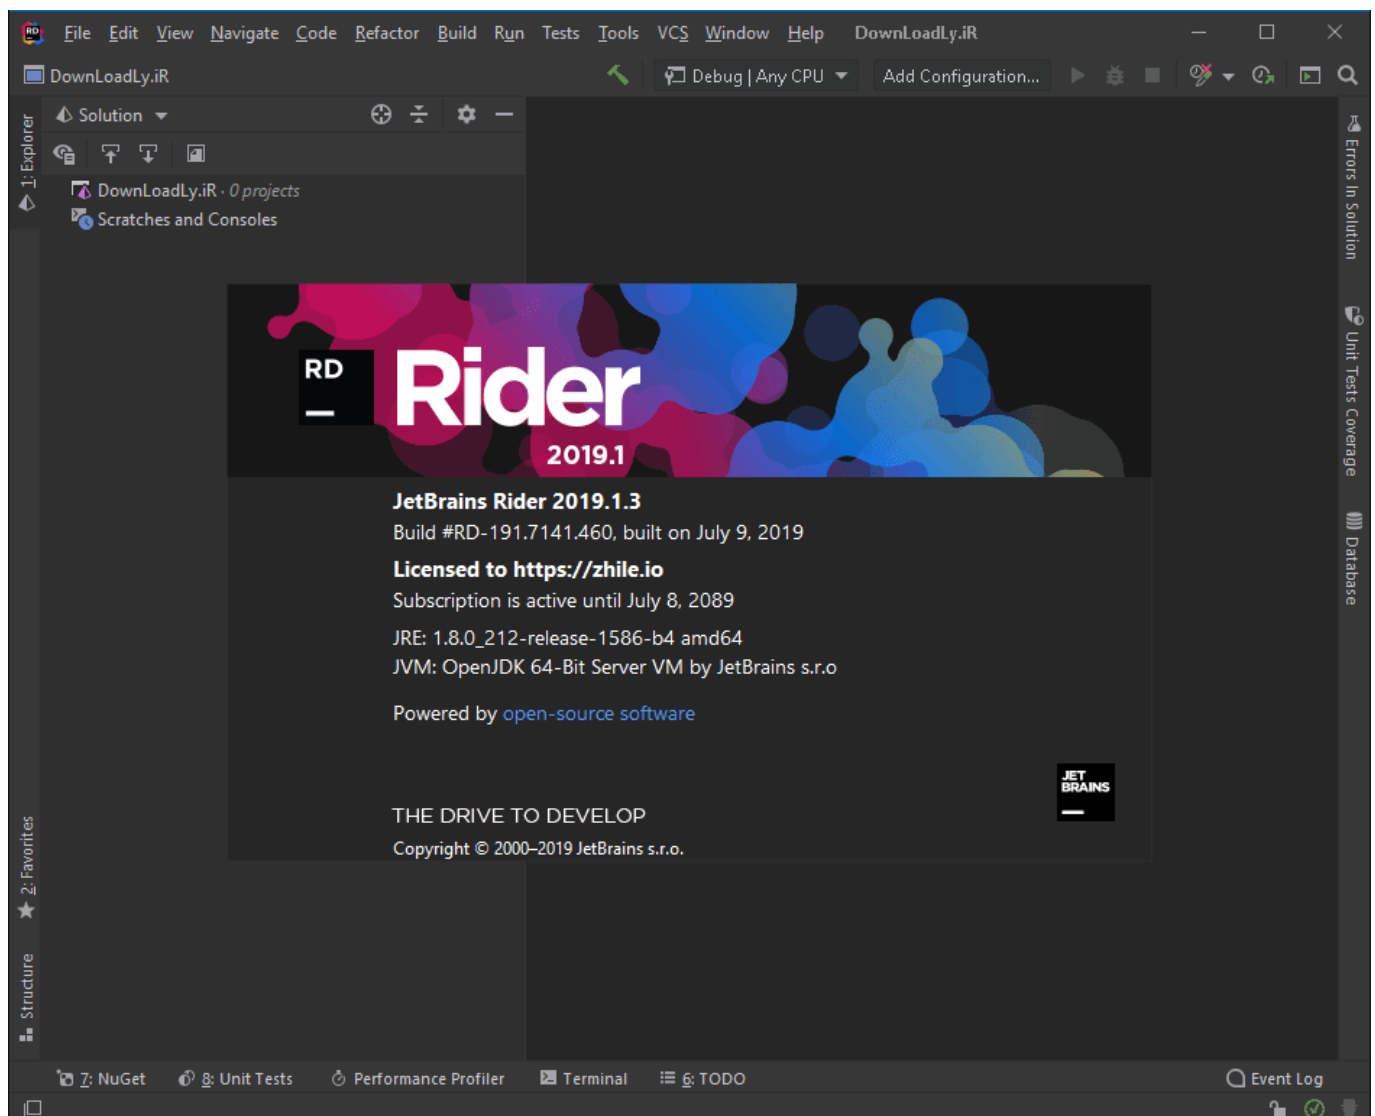 File Edit View Navigate Code Refactor Build Run Tests Tools VCS Window Help DownLoadLy.iR
DownLoadLy.iR Debug | Any CPU Add Configuration...
1: Explorer
Solution
DownLoadLy.iR · 0 projects
Scratches and Consoles
Errors In Solution
Unit Tests Coverage
Database
RD
Rider
2019.1
JetBrains Rider 2019.1.3
Build #RD-191.7141.460, built on July 9, 2019
Licensed to https://zhile.io
Subscription is active until July 8, 2089
JRE: 1.8.0_212-release-1586-b4 amd64
JVM: OpenJDK 64-Bit Server VM by JetBrains s.r.o
Powered by open-source software
JET
BRAINS
THE DRIVE TO DEVELOP
Copyright © 2000–2019 JetBrains s.r.o.
2: Favorites
Structure
7: NuGet 8: Unit Tests Performance Profiler Terminal 6: TODO Event Log